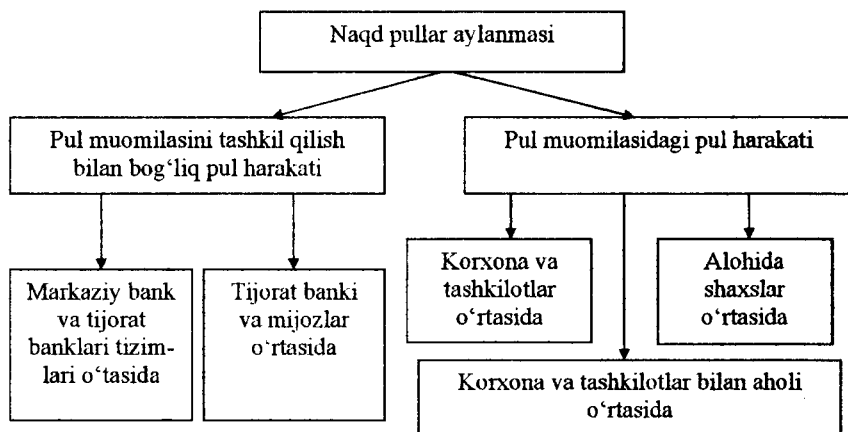 Naqd pullar aylanmasi
Pul muomilasini tashkil qilish
bilan bog‘liq pul harakati
Pul muomilasidagi pul harakati
Markaziy bank
va tijorat
banklari tizim-
lari o‘tasida
Tijorat banki
va mijozlar
o‘rtasida
Korxona va
tashkilotlar
o‘rtasida
Alohida
shaxslar
o‘rtasida
Korxona va tashkilotlar bilan aholi
o‘rtasida